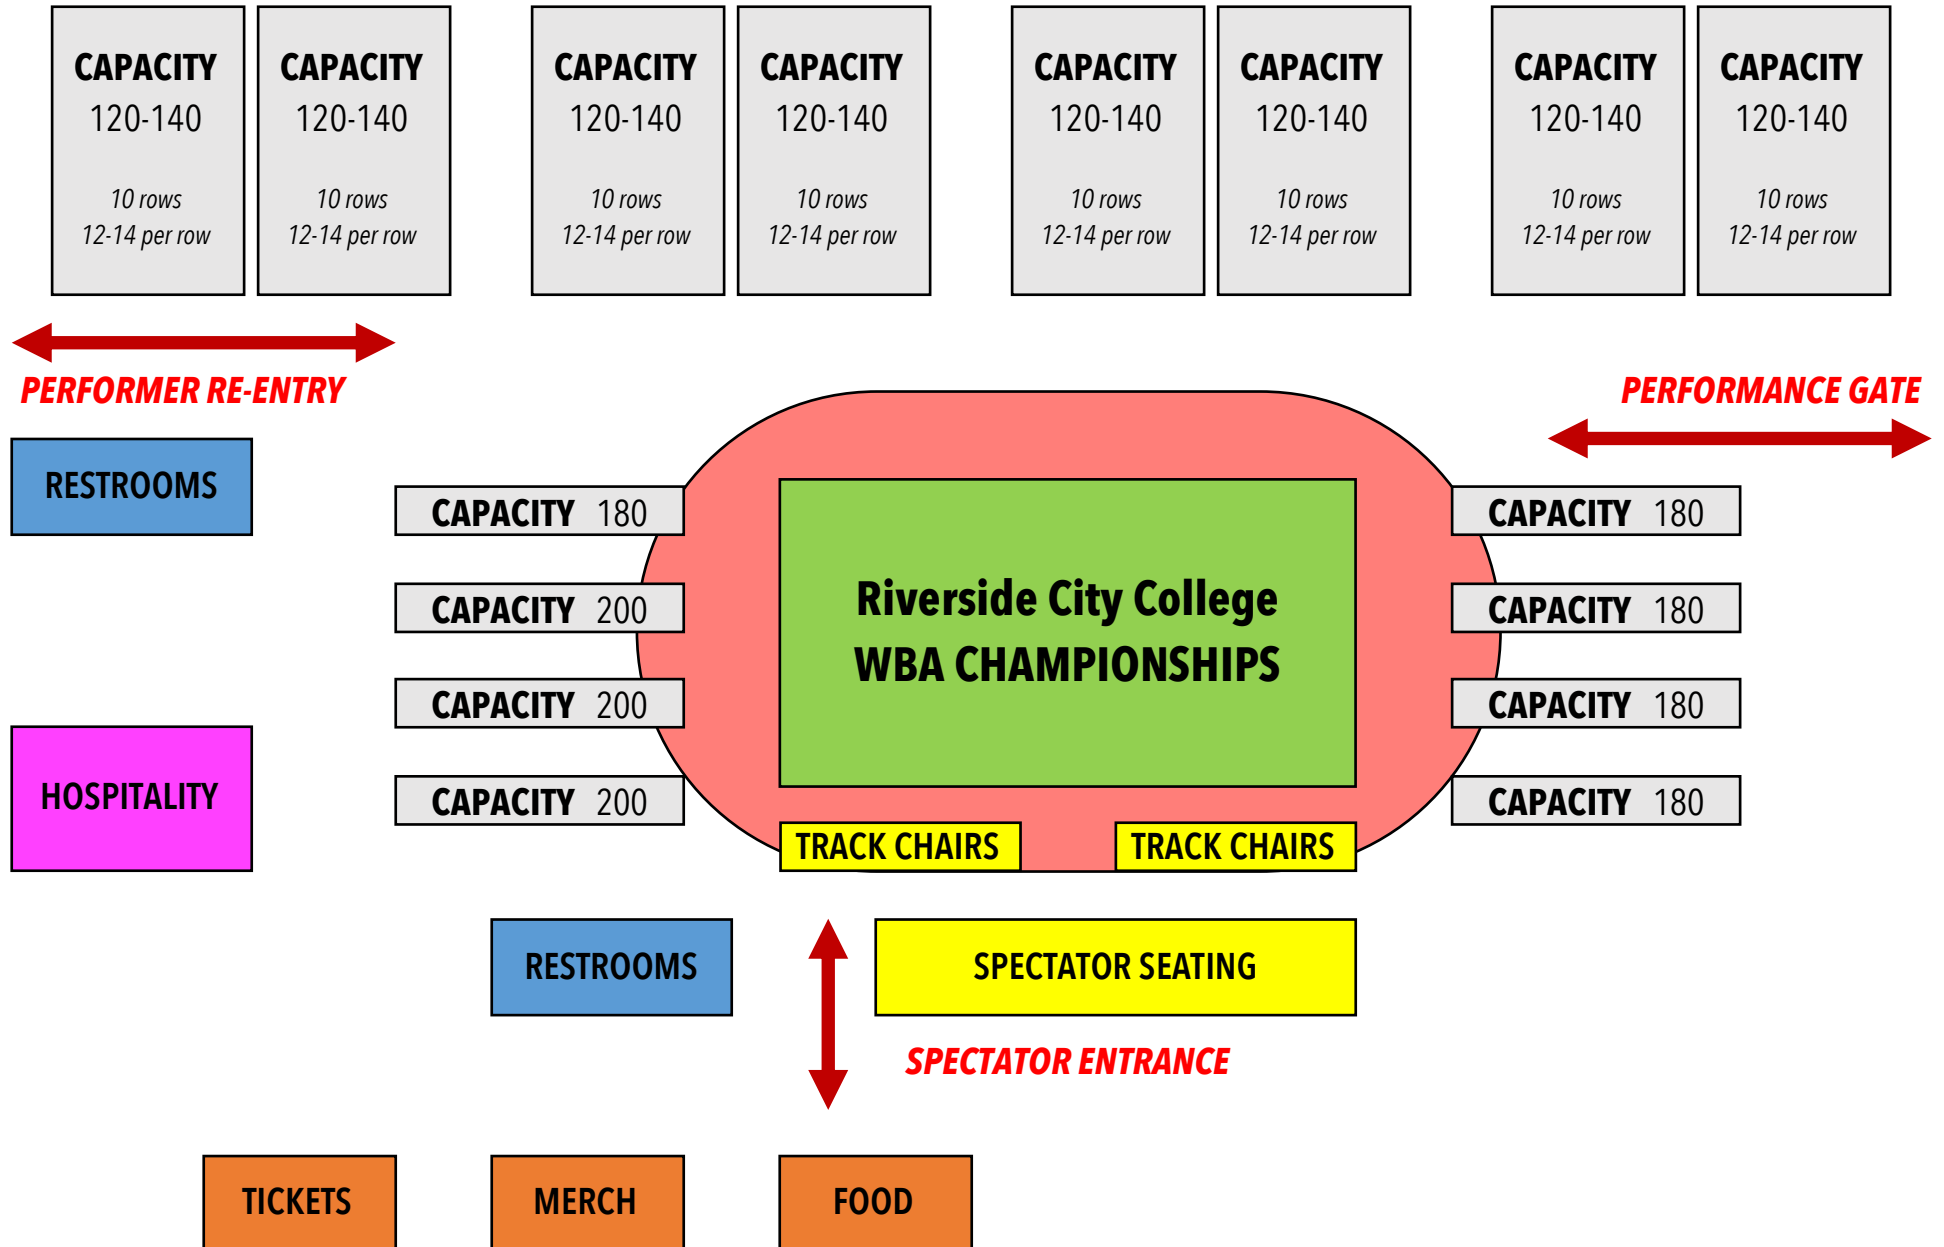 CAPACITY
120-140
10 rows
12-14 per row
CAPACITY
120-140
10 rows
12-14 per row
CAPACITY
120-140
10 rows
12-14 per row
CAPACITY
120-140
10 rows
12-14 per row
CAPACITY
120-140
10 rows
12-14 per row
CAPACITY
120-140
10 rows
12-14 per row
CAPACITY
120-140
10 rows
12-14 per row
CAPACITY
120-140
10 rows
12-14 per row
PERFORMER RE-ENTRY
PERFORMANCE GATE
RESTROOMS
CAPACITY 180
CAPACITY 200
CAPACITY 200
CAPACITY 200
Riverside City College
WBA CHAMPIONSHIPS
CAPACITY 180
CAPACITY 180
CAPACITY 180
CAPACITY 180
HOSPITALITY
TRACK CHAIRS
TRACK CHAIRS
RESTROOMS
SPECTATOR SEATING
SPECTATOR ENTRANCE
TICKETS
MERCH
FOOD